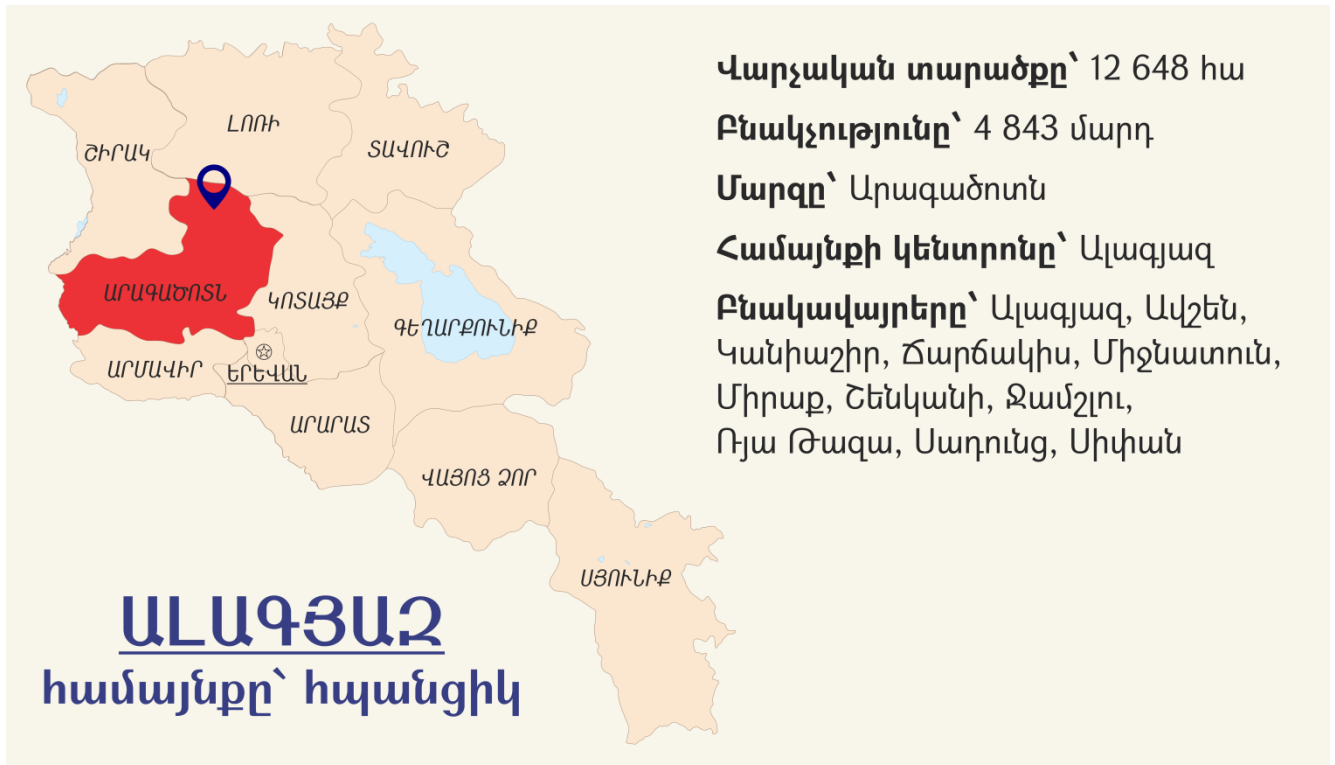 Վարչական տարածքը՝ 12 648 հա
Բնակչությունը՝ 4 843 մարդ
Մարզը՝ Արագածոտն
Համայնքի կենտրոնը՝ Ալագյազ
Բնակավայրերը՝ Ալագյազ, Ավշեն,
Կանիաշիր, Ճարճակիս, Միջնատուն,
Միրաք, Շենկանի, Ջամշլու,
Ռյա Թազա, Սադունց, Սիփան
ԼՈՌԻ
ՇԻՐԱԿ
ՏԱՎՈՒՇ
ԱՐԱԳԱԾՈՏՆ
ԿՈՏԱՅՔ
ԳԵՂԱՐՔՈՒՆԻՔ
ԱՐՄԱՎԻՐ
ԵՐԵՎԱՆ
ԱՐԱՐԱՏ
ՎԱՅՈՑ ՁՈՐ
ՍՅՈՒՆԻՔ
ԱԼԱԳՅԱԶ
համայնքը՝ հպանցիկ